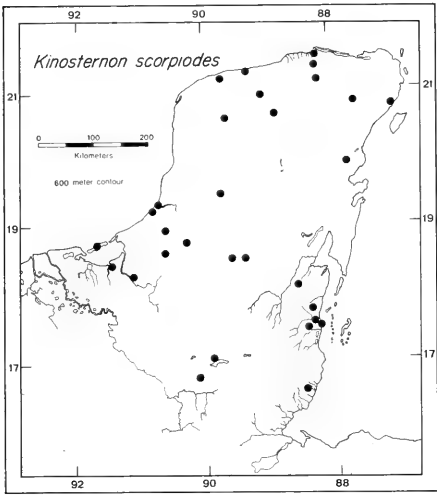 92 90 88
Kinosternon scorpiodes
21 21
0 100 200
Kilometers
600 meter contour
19 19
17 17
92 90 88